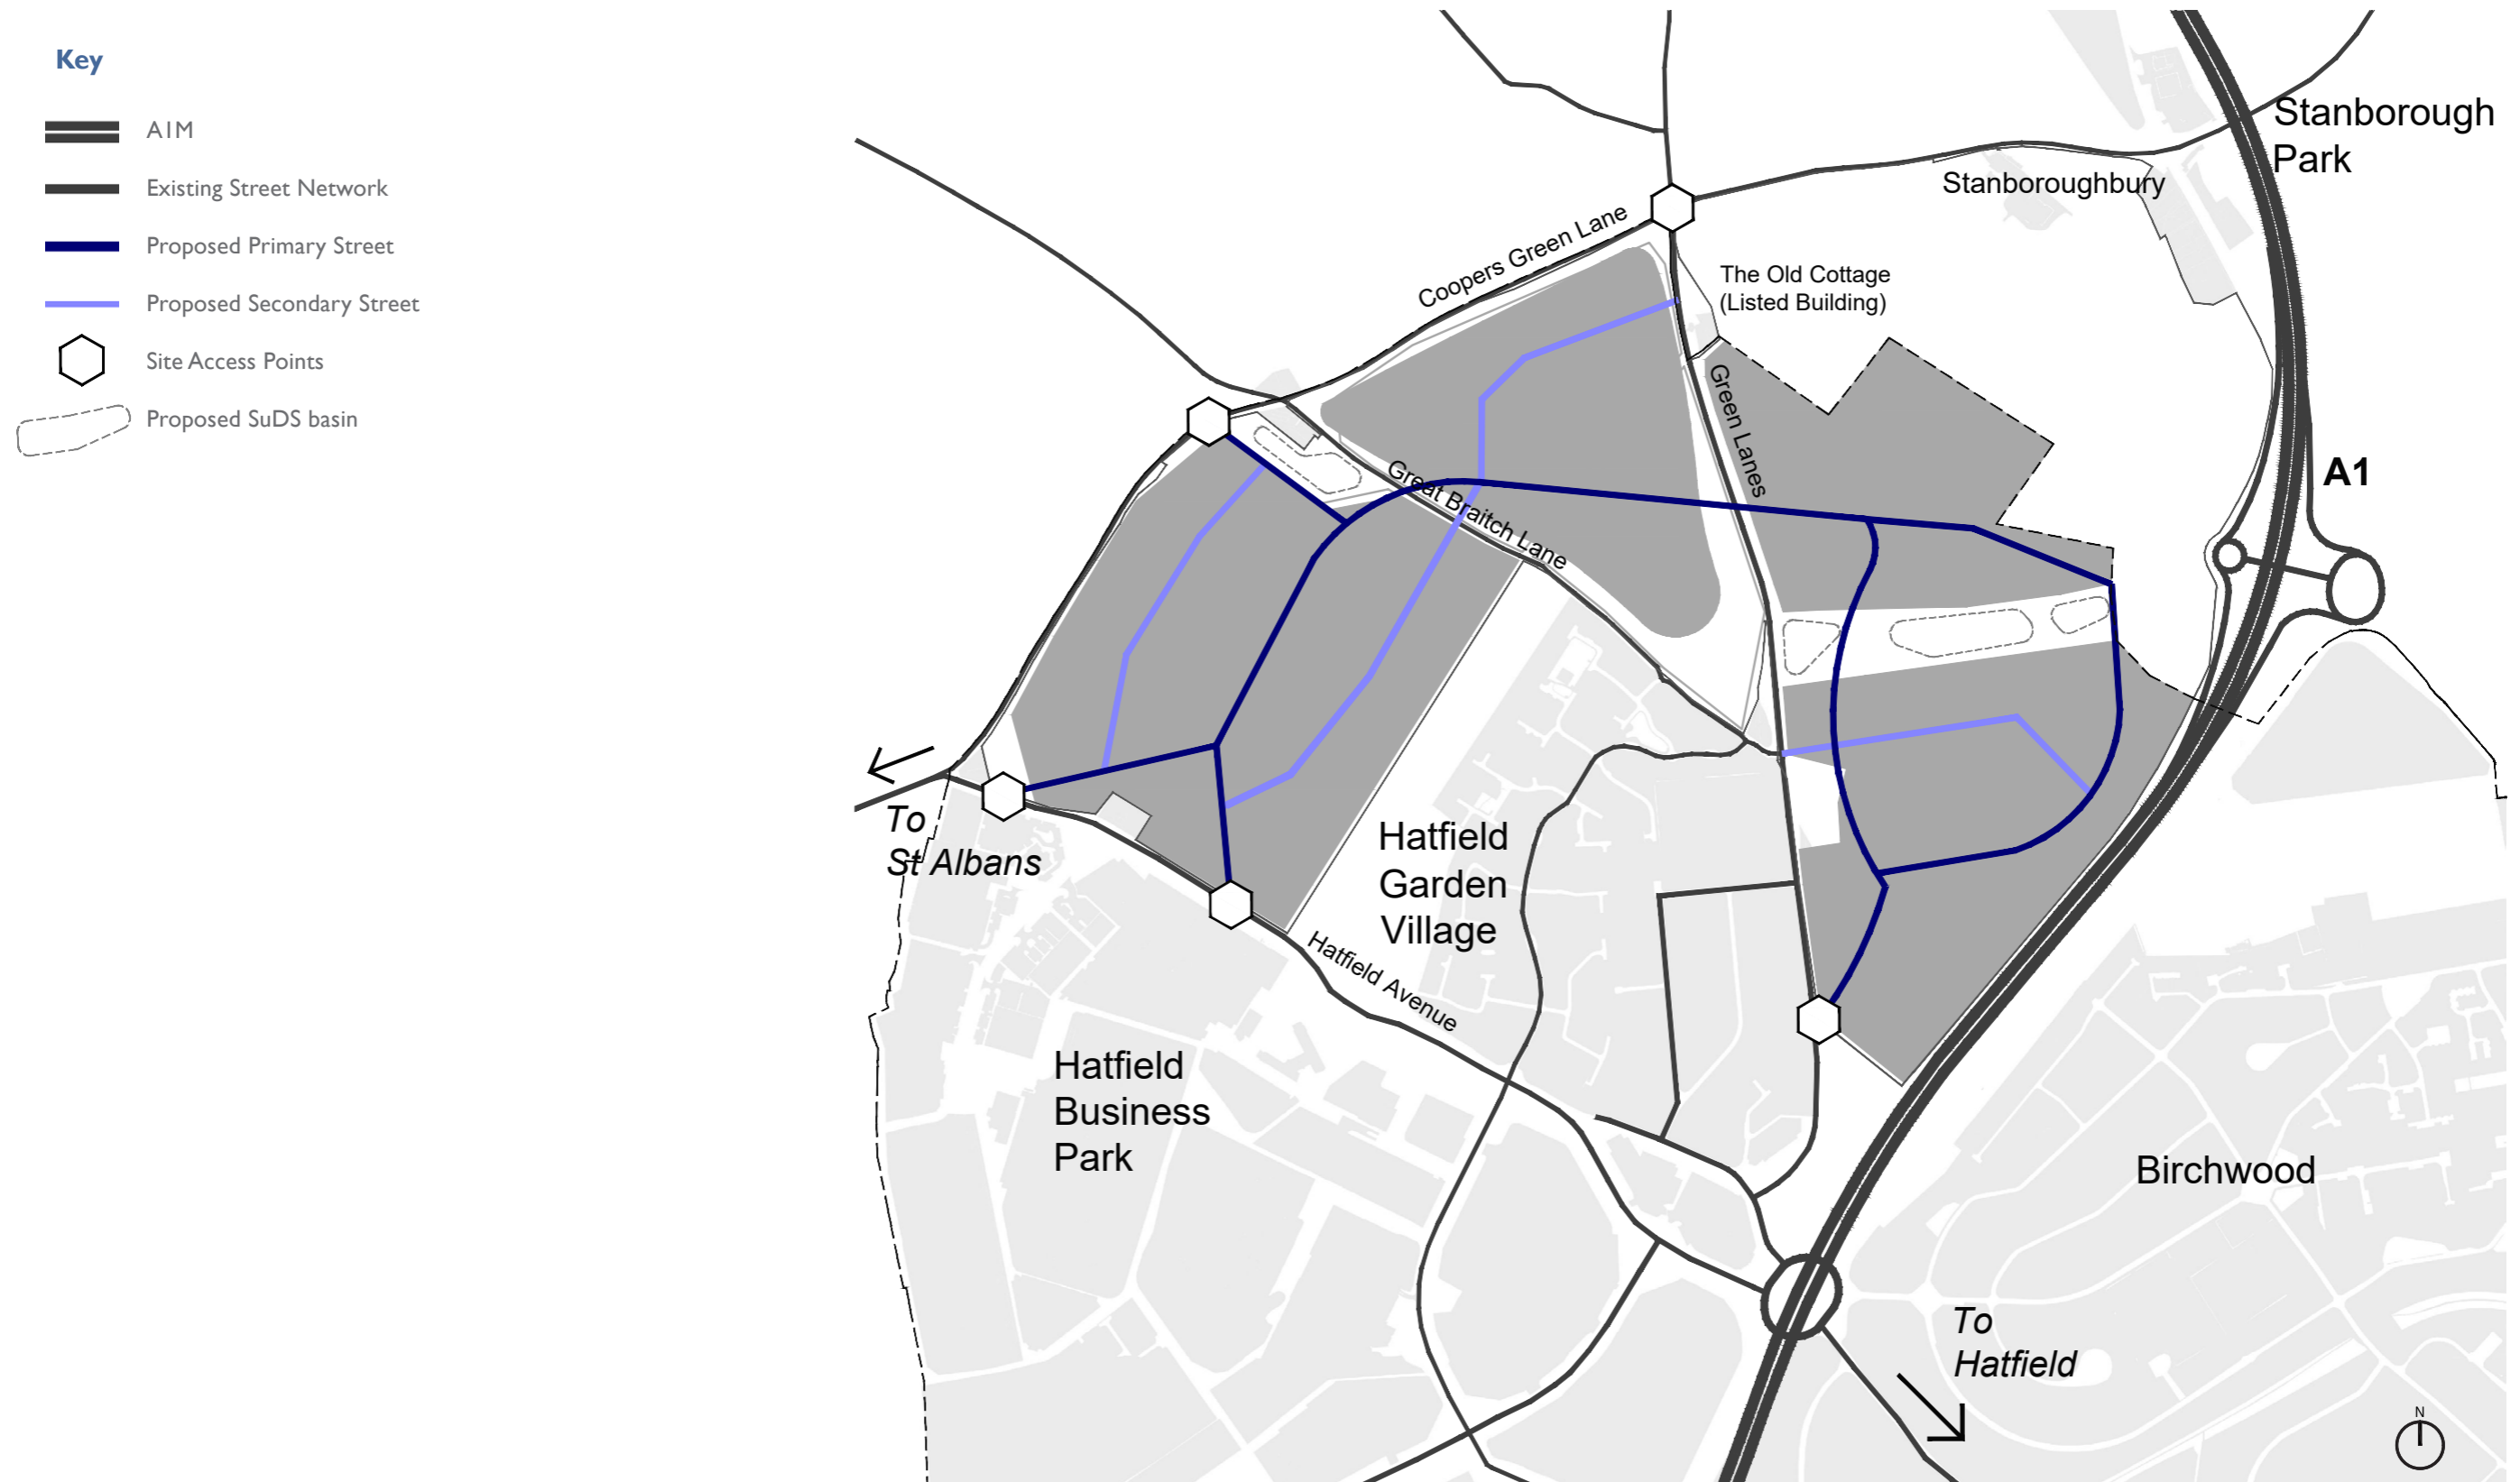 Key
A1M
Existing Street Network
Proposed Primary Street
Proposed Secondary Street
Site Access Points
Proposed SuDS basin
Stanborough
Park
Stanboroughbury
Coopers Green Lane
The Old Cottage
(Listed Building)
Green Lanes
A1
Great Braitch Lane
To
St Albans
Hatfield
Garden
Village
Hatfield Avenue
Hatfield
Business
Park
Birchwood
To
Hatfield
N